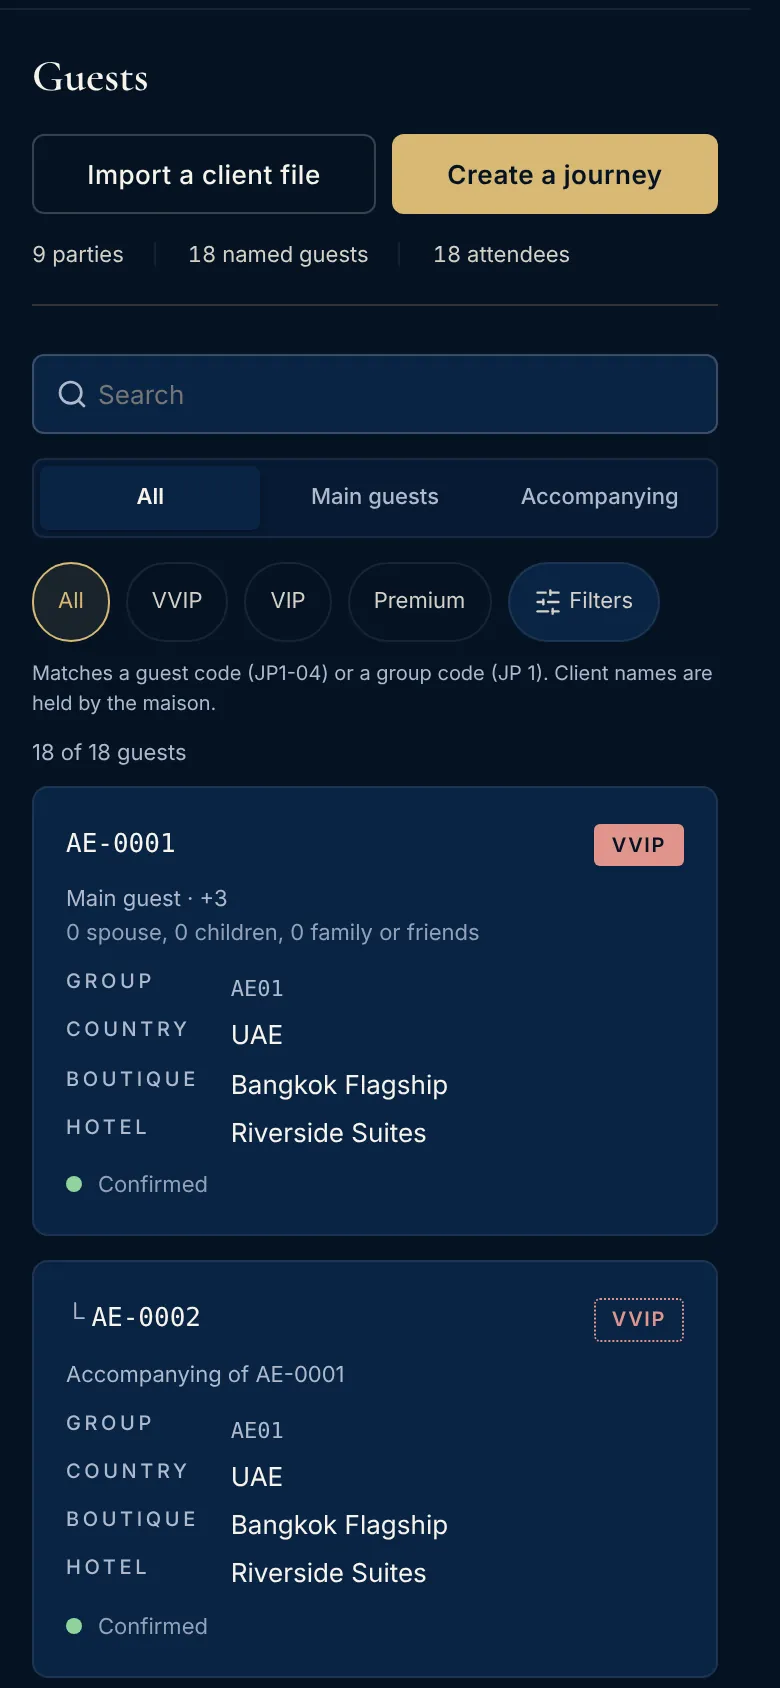 Guests
Import a client file
Create a journey
9 parties
18 named guests
18 attendees
Search
All
Main guests
Accompanying
All
VVIP
VIP
Premium
Filters
Matches a guest code (JP1-04) or a group code (JP 1). Client names are
held by the maison.
18 of 18 guests
AE-0001
VVIP
Main guest · +3
0 spouse, 0 children, 0 family or friends
GROUP AE01
COUNTRY UAE
BOUTIQUE Bangkok Flagship
HOTEL Riverside Suites
Confirmed
AE-0002
VVIP
Accompanying of AE-0001
GROUP AE01
COUNTRY UAE
BOUTIQUE Bangkok Flagship
HOTEL Riverside Suites
Confirmed